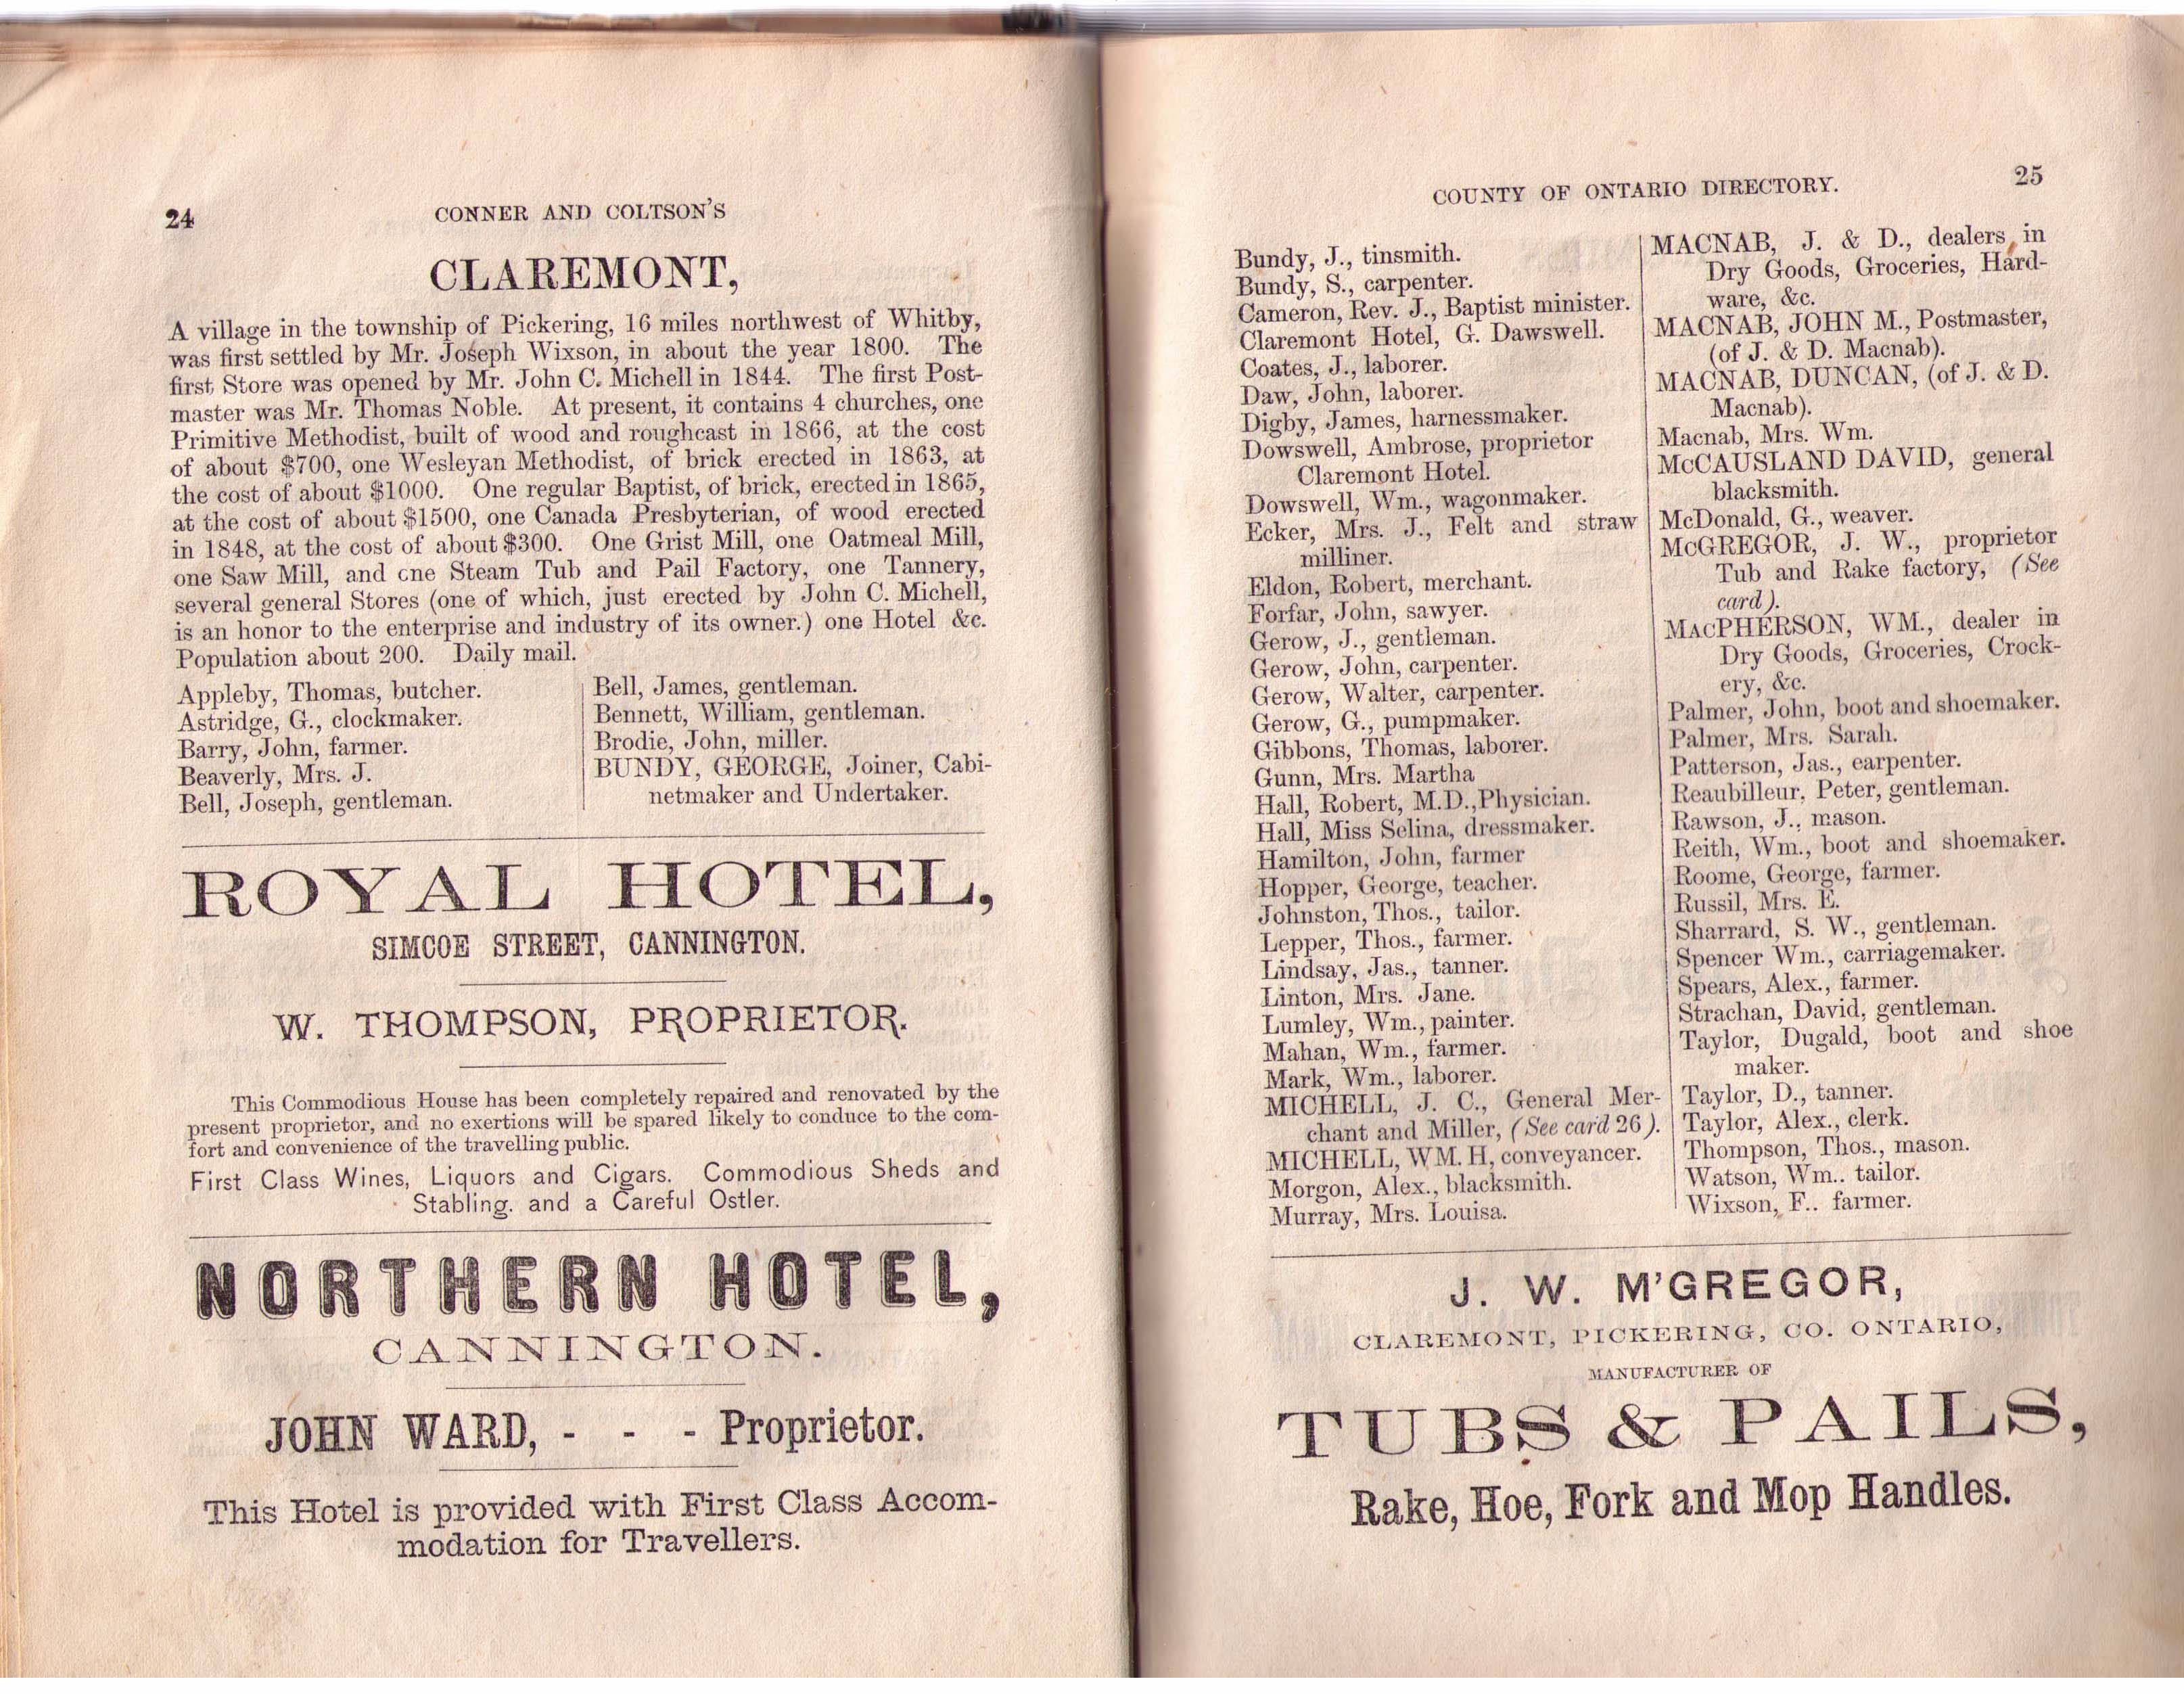 24
CONNER AND COLTSON'S
CLAREMONT,
A village in the township of Pickering, 16 miles northwest of Whitby,
was first settled by Mr. Joseph Wixson, in about the year 1800. The
first Store was opened by Mr. John C. Michell in 1844. The first Post-
master was Mr. Thomas Noble. At present, it contains 4 churches, one
Primitive Methodist, built of wood and roughcast in 1866, at the cost
of about $700, one Wesleyan Methodist, of brick erected in 1863, at
the cost of about $1000. One regular Baptist, of brick, erected in 1865,
at the cost of about $1500, one Canada Presbyterian, of wood erected
in 1848, at the cost of about $300. One Grist Mill, one Oatmeal Mill,
one Saw Mill, and cne Steam Tub and Pail Factory, one Tannery,
several general Stores (one of which, just erected by John C. Michell,
is an honor to the enterprise and industry of its owner.) one Hotel &c.
Population about 200. Daily mail.
Appleby, Thomas, butcher.
Astridge, G., clockmaker.
Barry, John, farmer.
Beaverly, Mrs. J.
Bell, Joseph, gentleman.
Bell, James, gentleman.
Bennett, William, gentleman.
Brodie, John, miller.
BUNDY, GEORGE, Joiner, Cabi-
netmaker and Undertaker.
ROYAL HOTEL,
SIMCOE STREET, CANNINGTON.
W. THOMPSON, PROPRIETOR.
This Commodious House has been completely repaired and renovated by the
present proprietor, and no exertions will be spared likely to conduce to the com-
fort and convenience of the travelling public.
First Class Wines, Liquors and Cigars. Commodious Sheds and
Stabling. and a Careful Ostler.
NORTHERN HOTEL,
CANNINGTON.
JOHN WARD, - - - Proprietor.
This Hotel is provided with First Class Accom-
modation for Travellers.
COUNTY OF ONTARIO DIRECTORY.
25
Bundy, J., tinsmith.
Bundy, S., carpenter.
Cameron, Rev. J., Baptist minister.
Claremont Hotel, G. Dawswell.
Coates, J., laborer.
Daw, John, laborer.
Digby, James, harnessmaker.
Dowswell, Ambrose, proprietor
Claremont Hotel.
Dowswell, Wm., wagonmaker.
Ecker, Mrs. J., Felt and straw
milliner.
Eldon, Robert, merchant.
Forfar, John, sawyer.
Gerow, J., gentleman.
Gerow, John, carpenter.
Gerow, Walter, carpenter.
Gerow, G., pumpmaker.
Gibbons, Thomas, laborer.
Gunn, Mrs. Martha
Hall, Robert, M.D., Physician.
Hall, Miss Selina, dressmaker.
Hamilton, John, farmer
Hopper, George, teacher.
Johnston, Thos., tailor.
Lepper, Thos., farmer.
Lindsay, Jas., tanner.
Linton, Mrs. Jane.
Lumley, Wm., painter.
Mahan, Wm., farmer.
Mark, Wm., laborer.
MICHELL, J. C., General Mer-
chant and Miller, (See card 26).
MICHELL, WM. H, conveyancer.
Morgon, Alex., blacksmith.
Murray, Mrs. Louisa.
MACNAB, J. & D., dealers in
Dry Goods, Groceries, Hard-
ware, &c.
MACNAB, JOHN M., Postmaster,
(of J. & D. Macnab).
MACNAB, DUNCAN, (of J. & D.
Macnab).
Macnab, Mrs. Wm.
McCAUSLAND DAVID, general
blacksmith.
McDonald, G., weaver.
McGREGOR, J. W., proprietor
Tub and Rake factory, (See
card).
MACPHERSON, WM., dealer in
Dry Goods, Groceries, Crock-
ery, &c.
Palmer, John, boot and shoemaker.
Palmer, Mrs. Sarah.
Patterson, Jas., carpenter.
Reaubilleur, Peter, gentleman.
Rawson, J., mason.
Reith, Wm., boot and shoemaker.
Roome, George, farmer.
Russil, Mrs. E.
Sharrard, S. W., gentleman.
Spencer Wm., carriagemaker.
Spears, Alex., farmer.
Strachan, David, gentleman.
Taylor, Dugald, boot and shoe
maker.
Taylor, D., tanner.
Taylor, Alex., clerk.
Thompson, Thos., mason.
Watson, Wm.. tailor.
Wixson, F.. farmer.
J. W. M'GREGOR,
CLAREMONT, PICKERING, CO. ONTARIO,
MANUFACTURER OF
TUBS & PAILS,
Rake, Hoe, Fork and Mop Handles.